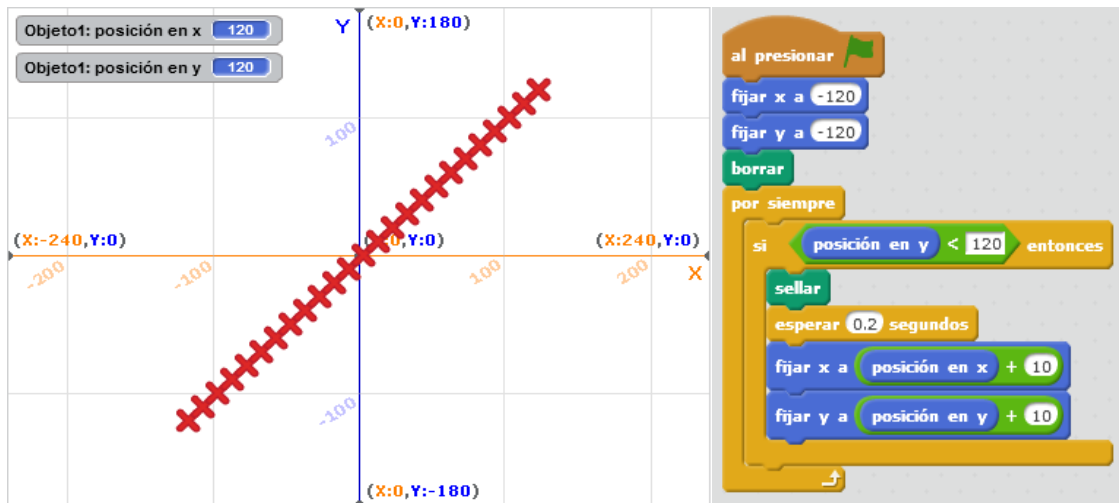 Objeto1: posición en x 120
Objeto1: posición en y 120
Y (X:0,Y:180)
100
(X:-240,Y:0) (X:0,Y:0) (X:240,Y:0)
-200 -100 100 200 X
-100
(X:0,Y:-180)
al presionar
fijar x a -120
fijar y a -120
borrar
por siempre
si posición en y < 120 entonces
sellar
esperar 0.2 segundos
fijar x a posición en x + 10
fijar y a posición en y + 10